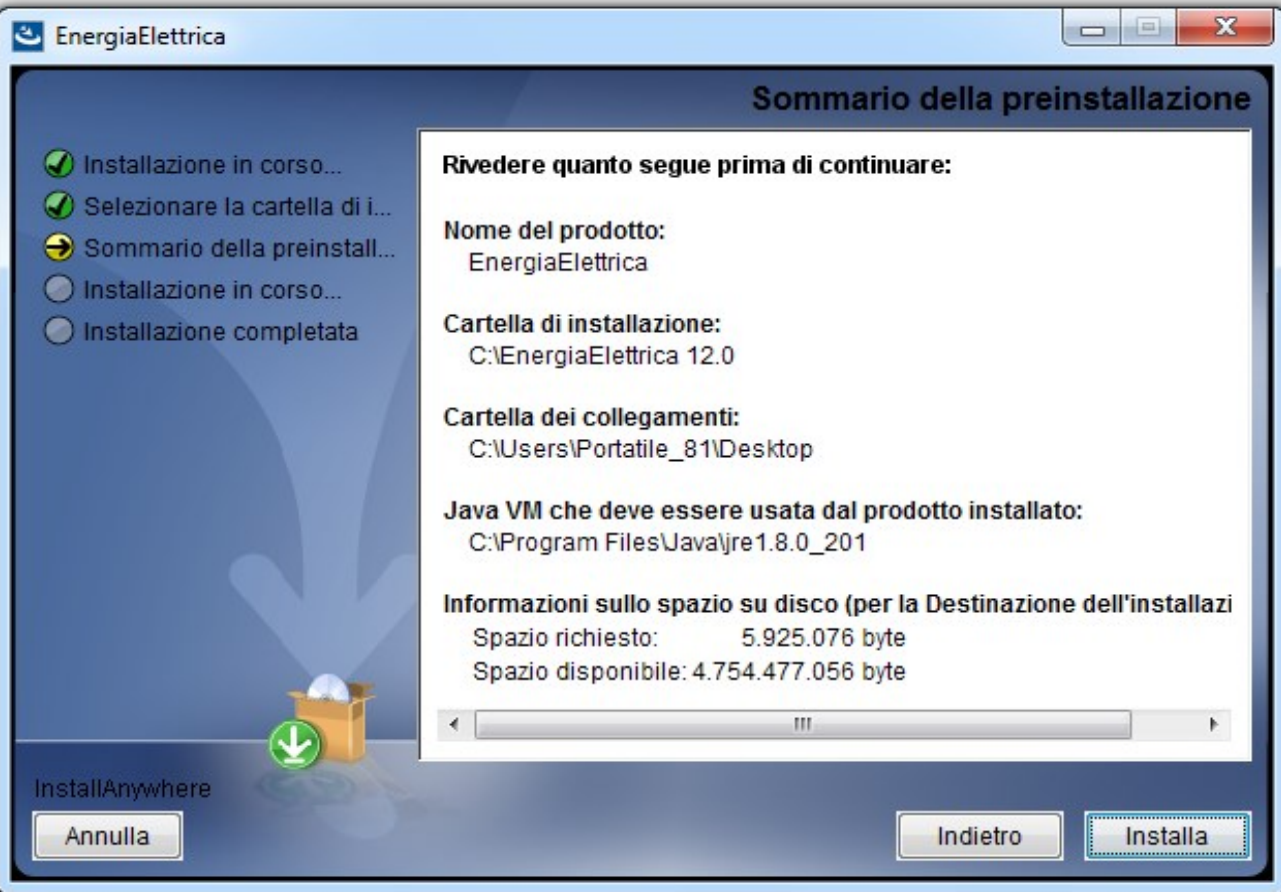 EnergiaElettrica
Sommario della preinstallazione
Installazione in corso...
Selezionare la cartella di i...
Sommario della preinstall...
Installazione in corso...
Installazione completata
Rivedere quanto segue prima di continuare:
Nome del prodotto:
EnergiaElettrica
Cartella di installazione:
C:\EnergiaElettrica 12.0
Cartella dei collegamenti:
C:\Users\Portatile_81\Desktop
Java VM che deve essere usata dal prodotto installato:
C:\Program Files\Java\jre1.8.0_201
Informazioni sullo spazio su disco (per la Destinazione dell'installazi
Spazio richiesto: 5.925.076 byte
Spazio disponibile: 4.754.477.056 byte
InstallAnywhere
Annulla
Indietro
Installa